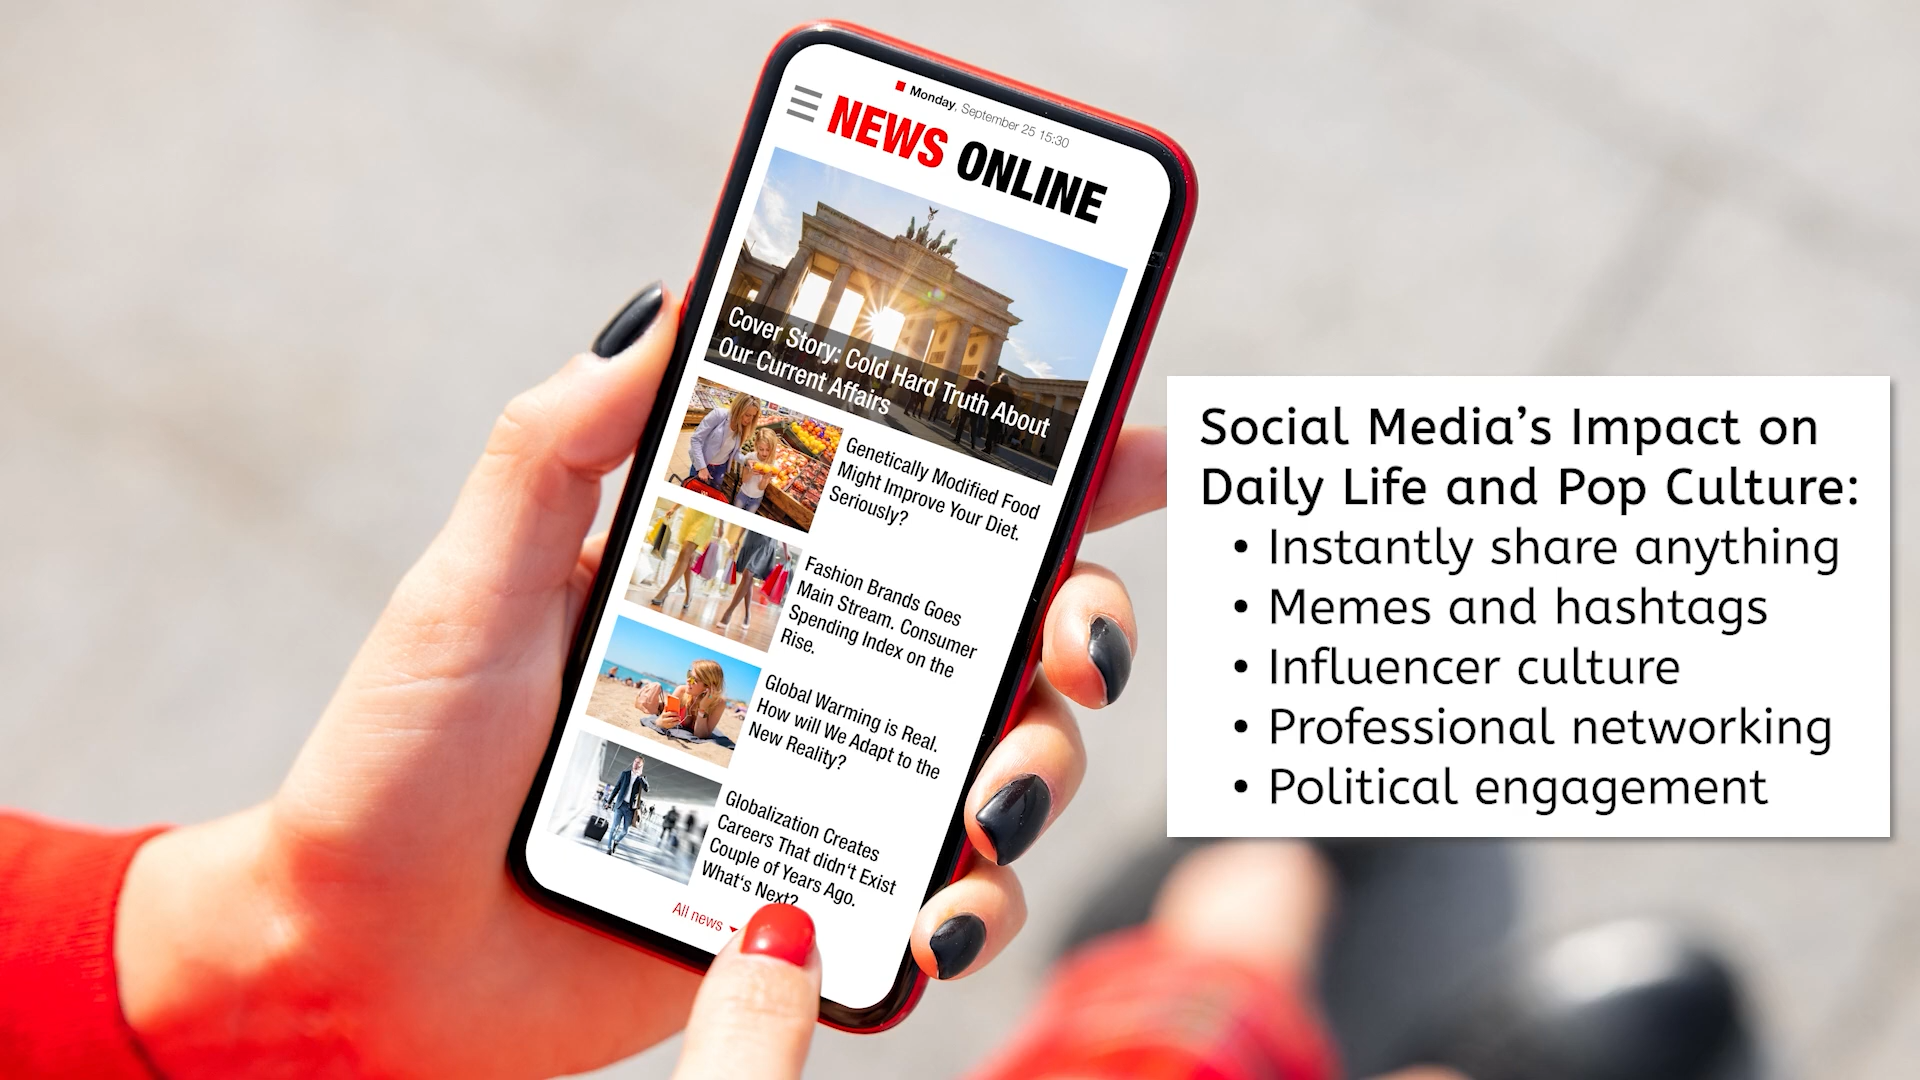 Monday, September 25 15:30
NEWS ONLINE
Cover Story: Cold Hard Truth About
Our Current Affairs
Genetically Modified Food
Might Improve Your Diet.
Seriously?
Fashion Brands Goes
Main Stream. Consumer
Spending Index on the
Rise.
Global Warming is Real.
How will We Adapt to the
New Reality?
Globalization Creates
Careers That didn't Exist
Couple of Years Ago.
What's Next?
All news
Social Media’s Impact on
Daily Life and Pop Culture:
• Instantly share anything
• Memes and hashtags
• Influencer culture
• Professional networking
• Political engagement